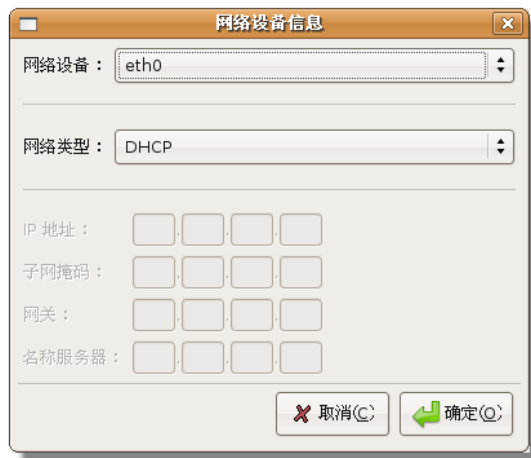 网络设备信息
网络设备： eth0
网络类型： DHCP
IP 地址：
子网掩码：
网关：
名称服务器：
取消(C) 确定(O)